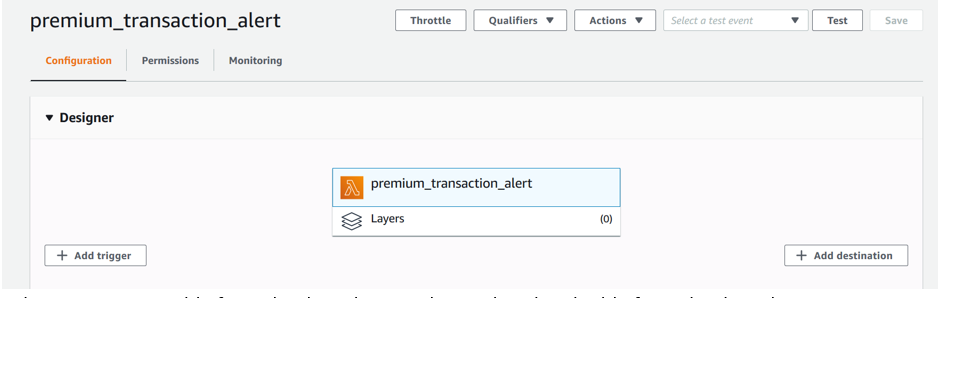 premium_transaction_alert
Throttle
Qualifiers
Actions
Select a test event
Test
Save
Configuration
Permissions
Monitoring
Designer
premium_transaction_alert
Layers
(0)
Add trigger
Add destination